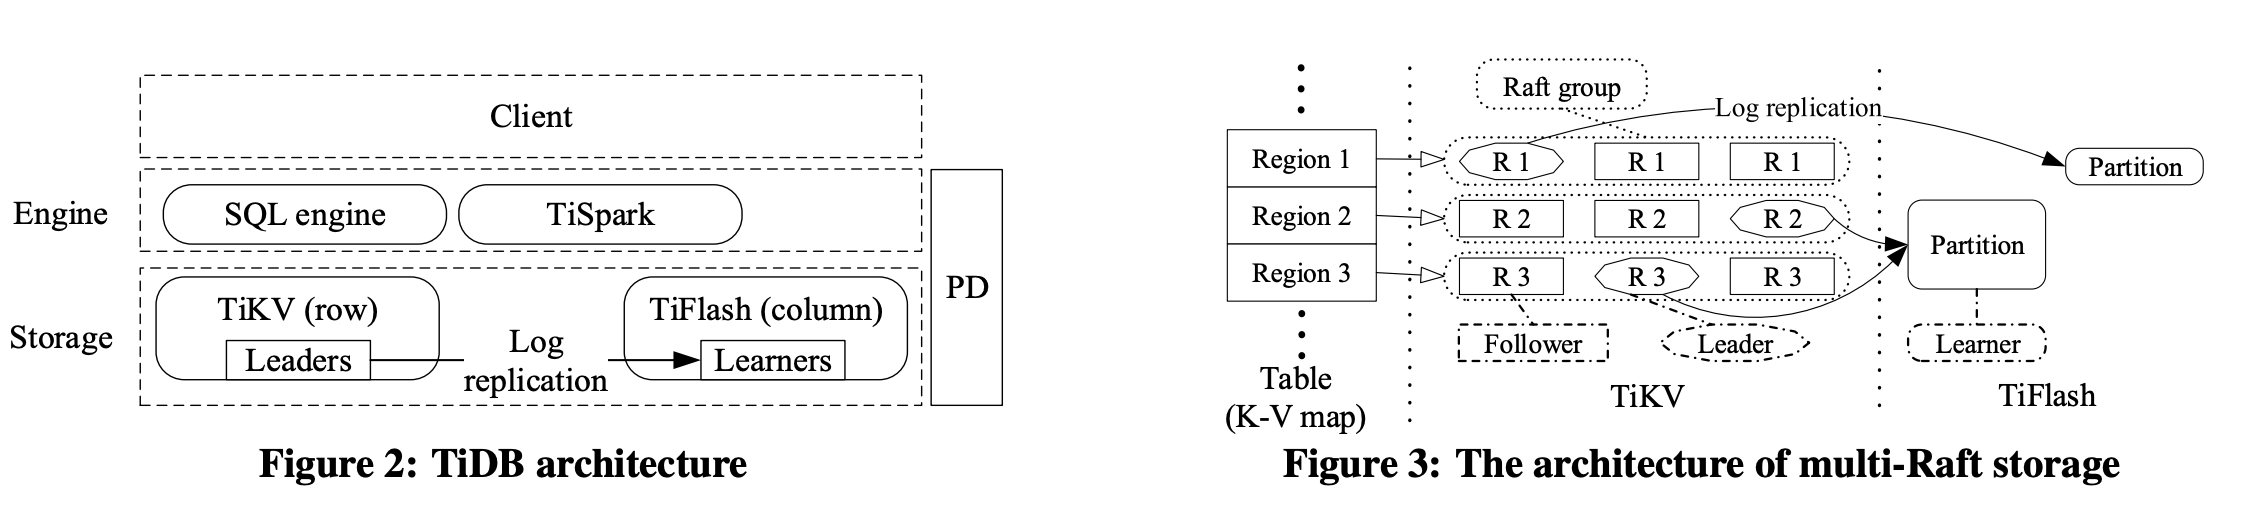 Client
Engine
SQL engine
TiSpark
PD
Storage
TiKV (row)
Leaders
Log
replication
TiFlash (column)
Learners
Figure 2: TiDB architecture
Raft group
Log replication
Region 1
R 1
R 1
R 1
Partition
Region 2
R 2
R 2
R 2
Partition
Region 3
R 3
R 3
R 3
Follower
Leader
Learner
Table
(K-V map)
TiKV
TiFlash
Figure 3: The architecture of multi-Raft storage